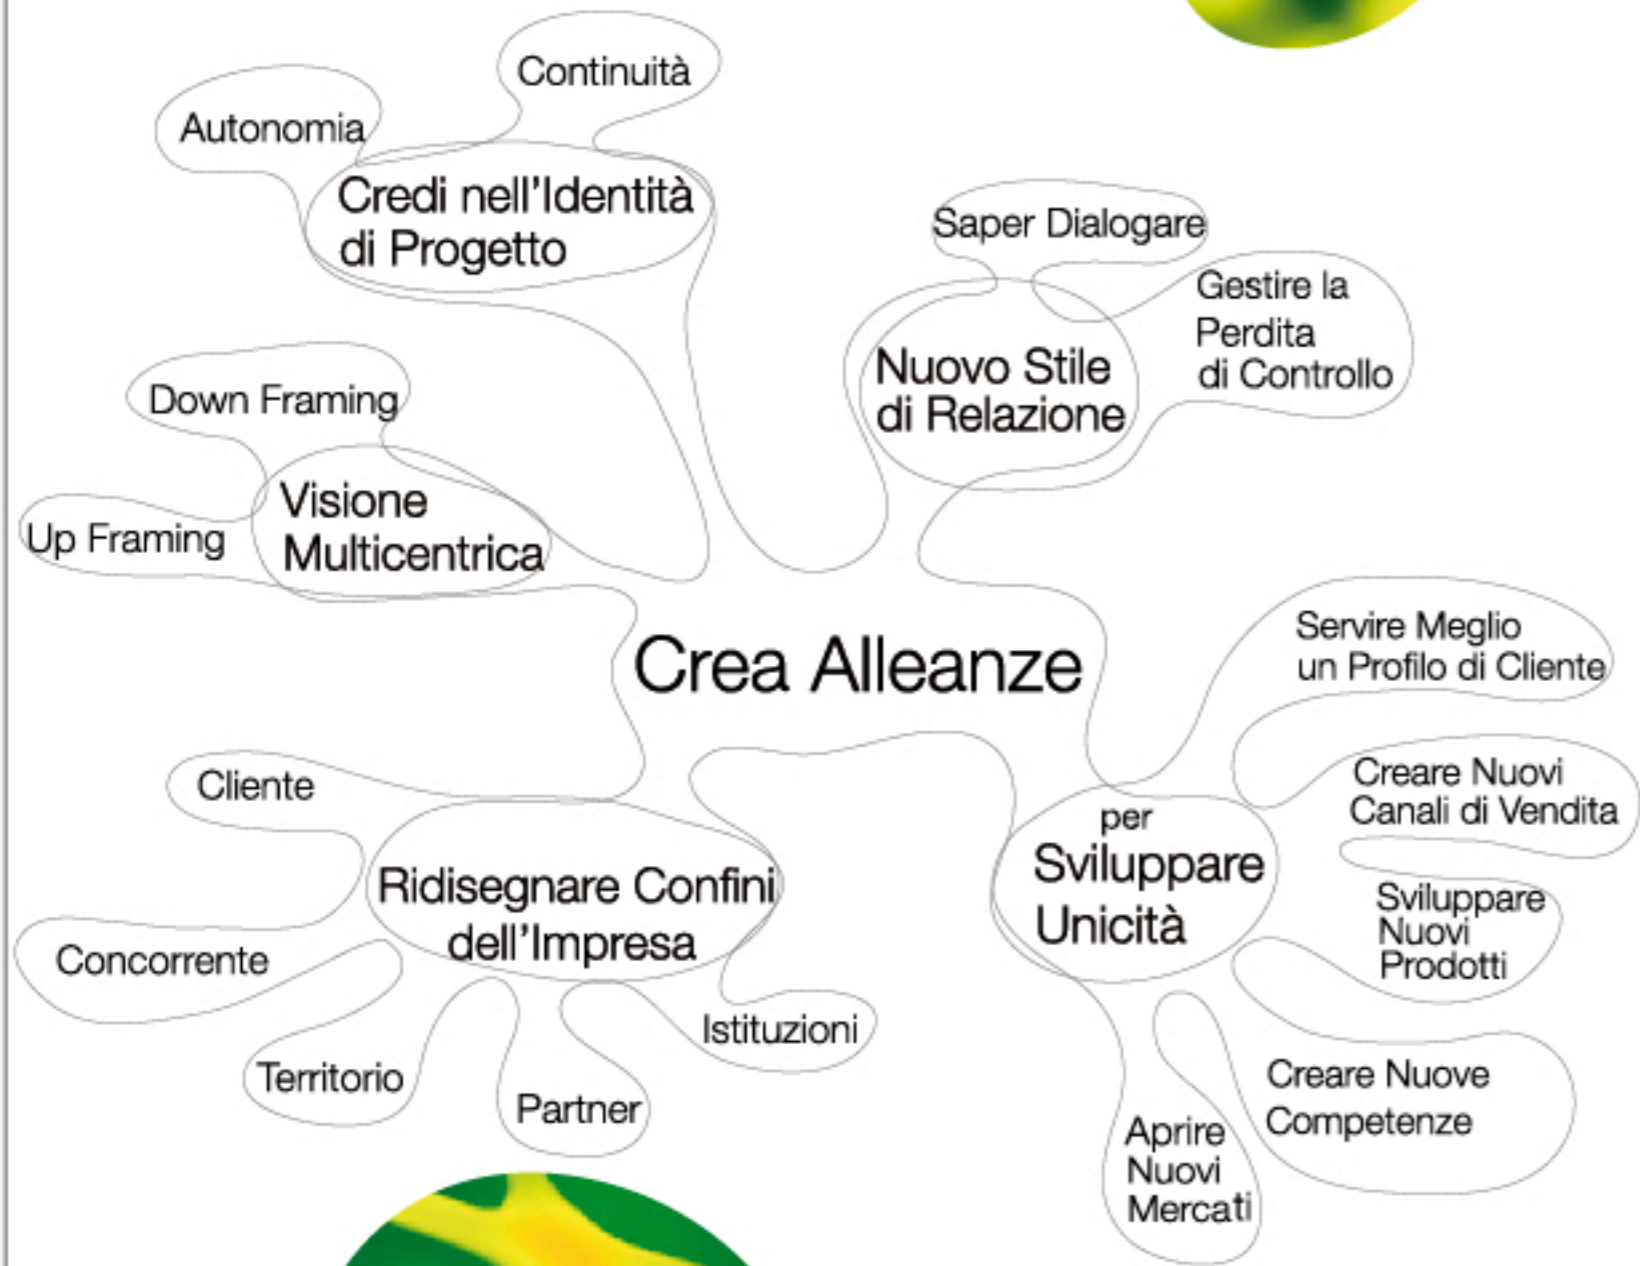 Continuità
Autonomia
Credi nell'Identità
di Progetto
Saper Dialogare
Gestire la
Perdita
di Controllo
Nuovo Stile
di Relazione
Down Framing
Visione
Multicentrica
Up Framing
Crea Alleanze
Servire Meglio
un Profilo di Cliente
Creare Nuovi
Canali di Vendita
per
Sviluppare
Unicità
Sviluppare
Nuovi
Prodotti
Creare Nuove
Competenze
Aprire
Nuovi
Mercati
Cliente
Ridisegnare Confini
dell'Impresa
Concorrente
Territorio
Partner
Istituzioni